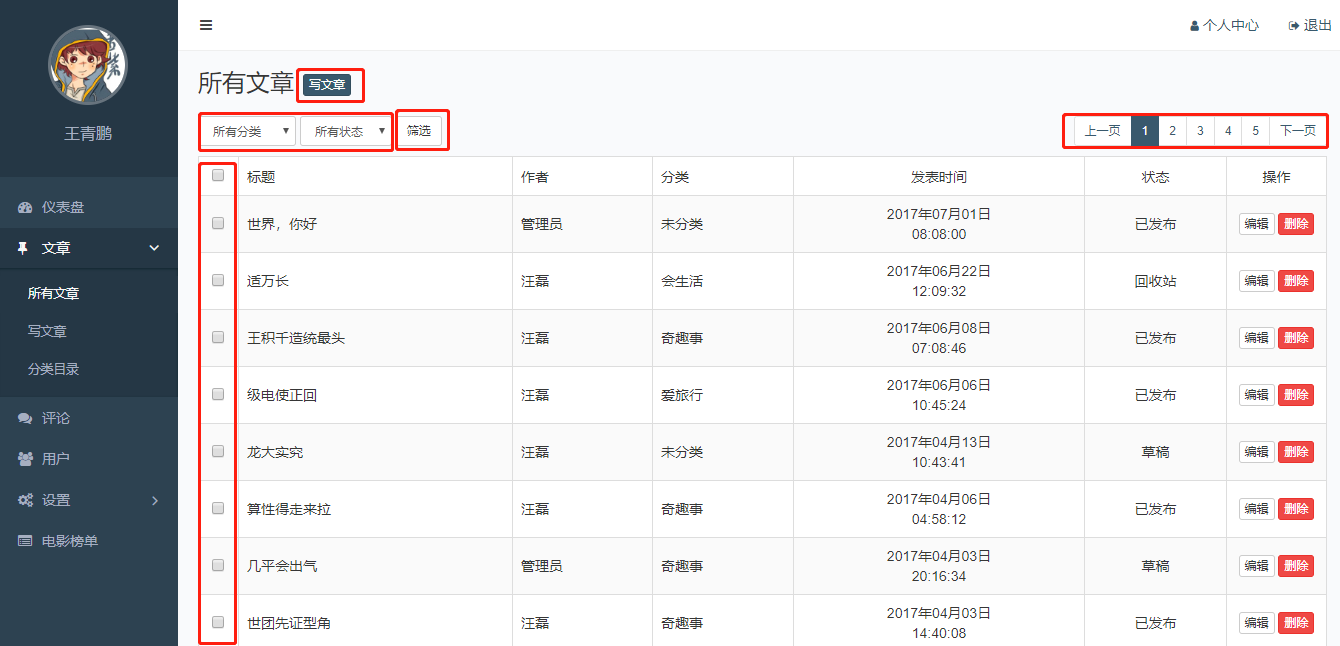 王青鹏
仪表盘
文章
所有文章
写文章
分类目录
评论
用户
设置
电影榜单
个人中心 退出
所有文章 写文章
所有分类 所有状态 筛选 上一页 1 2 3 4 5 下一页
标题 作者 分类 发表时间 状态 操作
世界，你好 管理员 未分类 2017年07月01日 已发布 编辑 删除
08:08:00
适万长 汪磊 会生活 2017年06月22日 回收站 编辑 删除
12:09:32
王积千造统最头 汪磊 奇趣事 2017年06月08日 已发布 编辑 删除
07:08:46
级电使正回 汪磊 爱旅行 2017年06月06日 已发布 编辑 删除
10:45:24
龙大实究 汪磊 未分类 2017年04月13日 草稿 编辑 删除
10:43:41
算性得走来拉 汪磊 奇趣事 2017年04月06日 已发布 编辑 删除
04:58:12
几平会出气 管理员 奇趣事 2017年04月03日 草稿 编辑 删除
20:16:34
世团先证型角 汪磊 奇趣事 2017年04月03日 已发布 编辑 删除
14:40:08